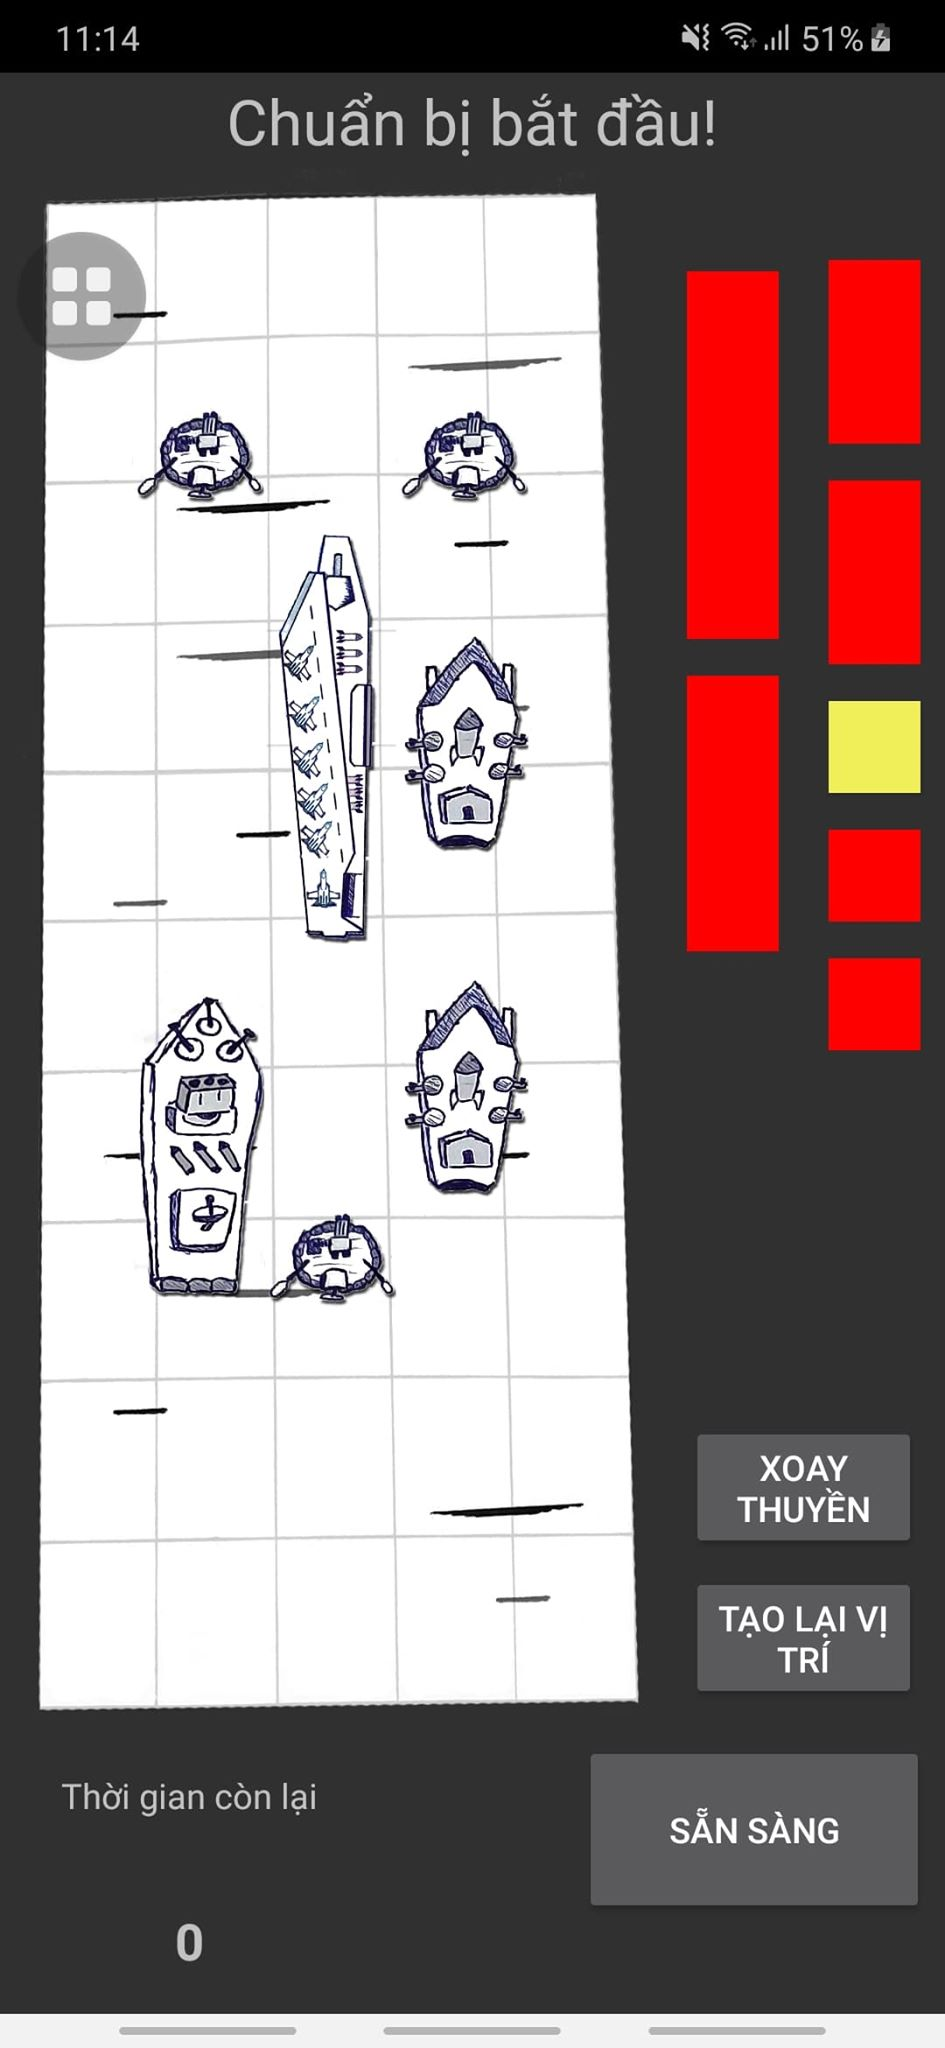 11:14
51%
Chuẩn bị bắt đầu!
XOAY
THUYỀN
TẠO LẠI VỊ
TRÍ
Thời gian còn lại
SẴN SÀNG
0